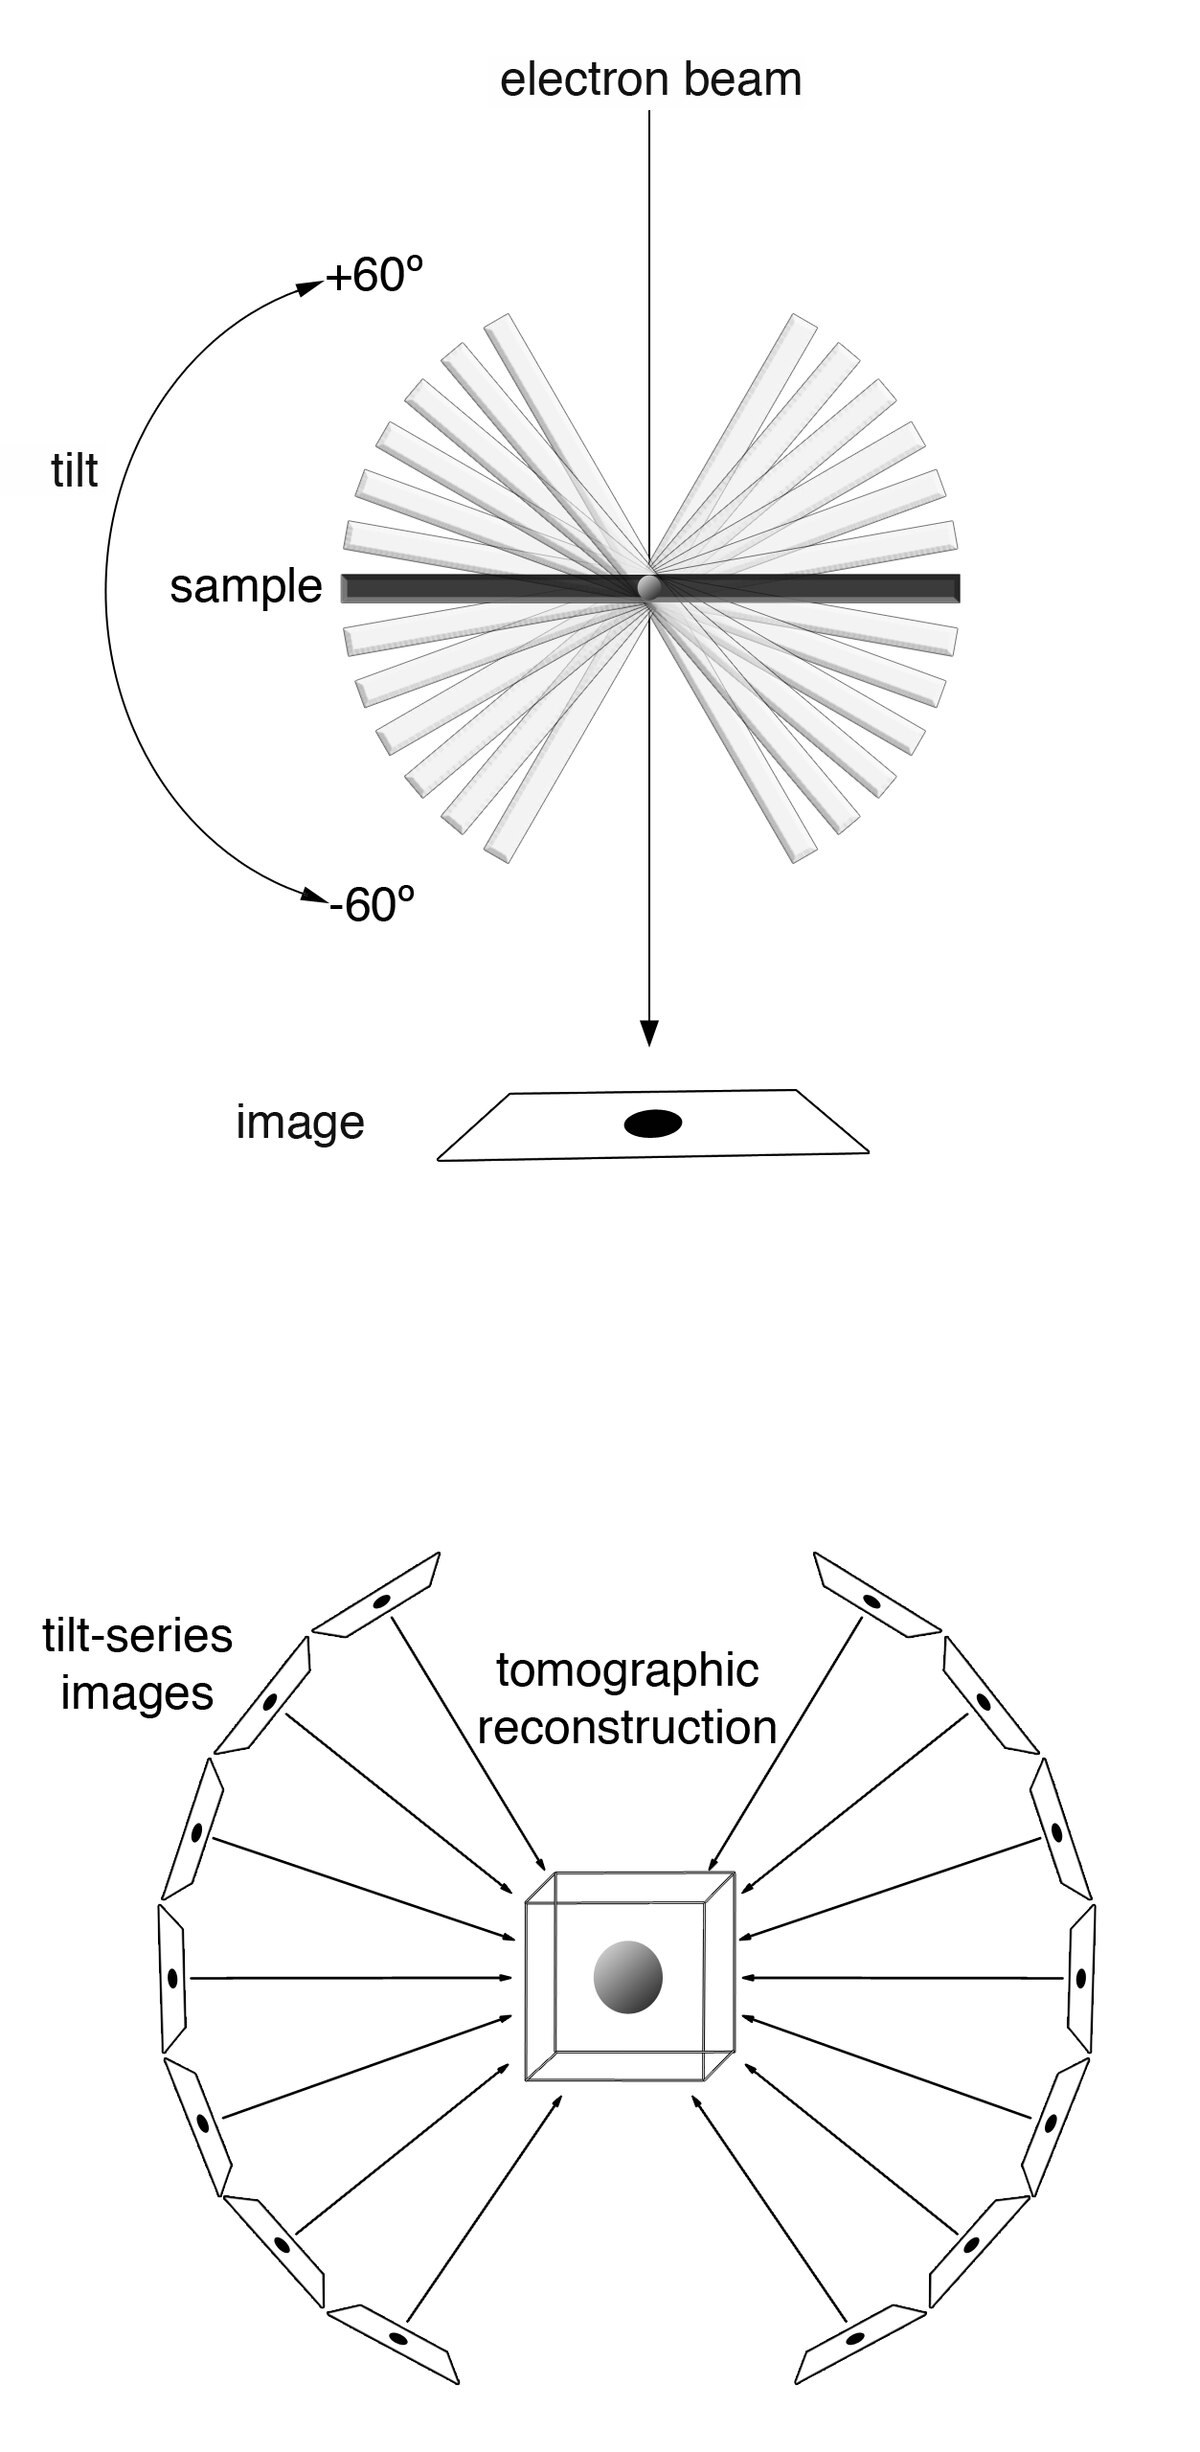 electron beam
+60º
tilt
sample
-60º
image
tilt-series
images
tomographic
reconstruction